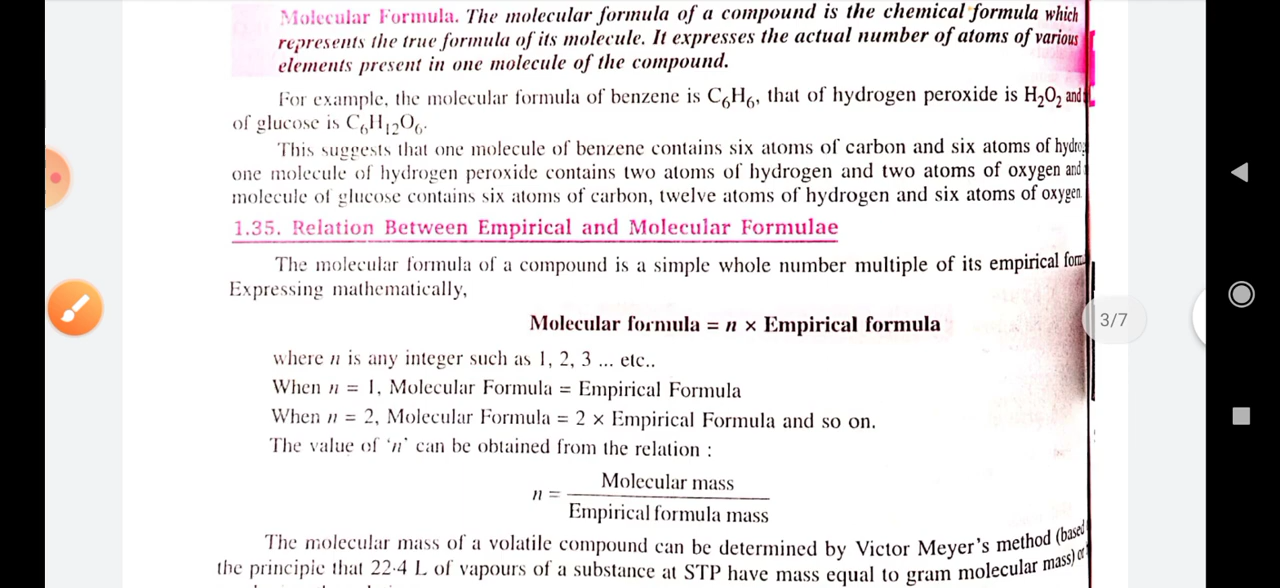 Molecular Formula. The molecular formula of a compound is the chemical formula which
represents the true formula of its molecule. It expresses the actual number of atoms of various
elements present in one molecule of the compound.
For example, the molecular formula of benzene is C₆H₆, that of hydrogen peroxide is H₂O₂ and
of glucose is C₆H₁₂O₆.
This suggests that one molecule of benzene contains six atoms of carbon and six atoms of
one molecule of hydrogen peroxide contains two atoms of hydrogen and two atoms of oxygen and
molecule of glucose contains six atoms of carbon, twelve atoms of hydrogen and six atoms of oxygen
1.35. Relation Between Empirical and Molecular Formulae
The molecular formula of a compound is a simple whole number multiple of its empirical
Expressing mathematically,
Molecular formula = n × Empirical formula
where n is any integer such as 1, 2, 3 ... etc..
When n = 1, Molecular Formula = Empirical Formula
When n = 2, Molecular Formula = 2 × Empirical Formula and so on.
The value of 'n' can be obtained from the relation :
n = Molecular mass
Empirical formula mass
The molecular mass of a volatile compound can be determined by Victor Meyer's method (based
the principle that 22·4 L of vapours of a substance at STP have mass equal to gram molecular mass) or
3/7